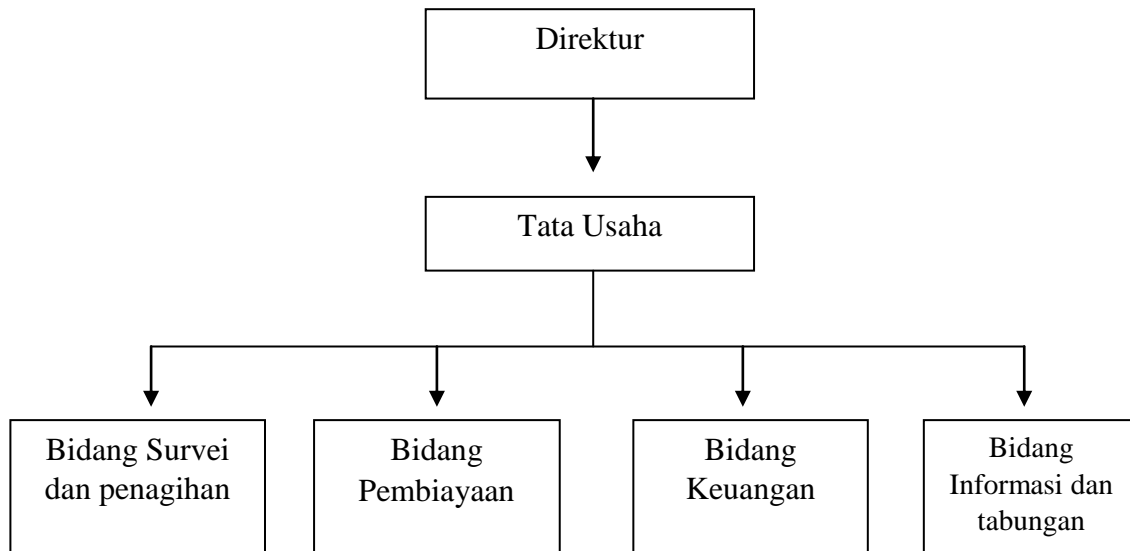 Direktur
Tata Usaha
Bidang Survei
dan penagihan
Bidang
Pembiayaan
Bidang
Keuangan
Bidang
Informasi dan
tabungan